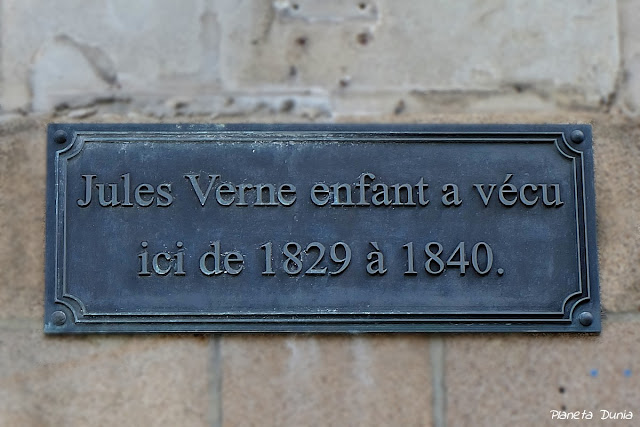 Jules Verne enfant a vécu
ici de 1829 à 1840.
Planeta Dunia